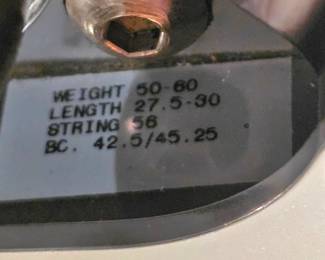 WEIGHT 50-60
LENGTH 27.5-30
STRING 56
BC. 42.5/45.25